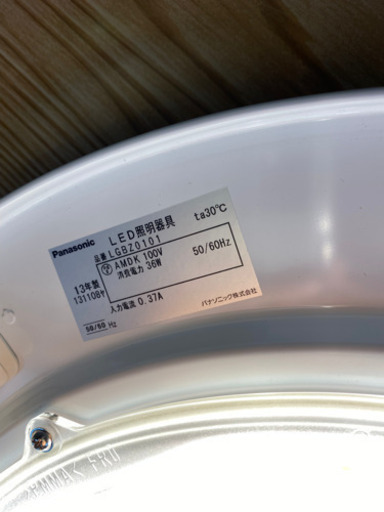 Panasonic LED照明器具 ta30℃
品番 LGBZ0101
AMDK 100V 50/60Hz
消費電力 36W
13年製
131108Y
入力電流 0.37A
50/60 Hz
パナソニック株式会社